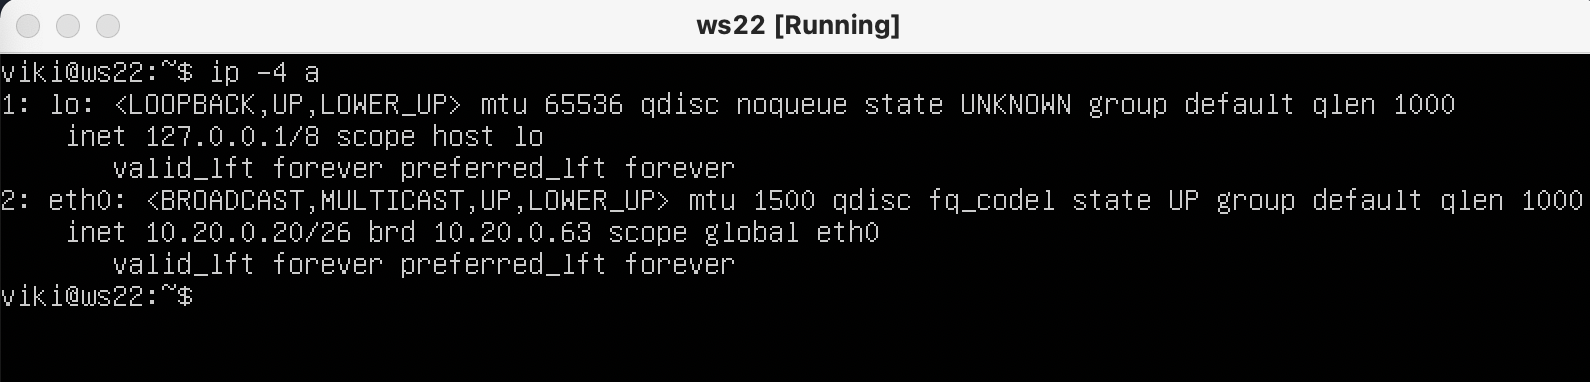 ws22 [Running]
viki@ws22:~$ ip -4 a
1: lo: <LOOPBACK,UP,LOWER_UP> mtu 65536 qdisc noqueue state UNKNOWN group default qlen 1000
    inet 127.0.0.1/8 scope host lo
       valid_lft forever preferred_lft forever
2: eth0: <BROADCAST,MULTICAST,UP,LOWER_UP> mtu 1500 qdisc fq_codel state UP group default qlen 1000
    inet 10.20.0.20/26 brd 10.20.0.63 scope global eth0
       valid_lft forever preferred_lft forever
viki@ws22:~$